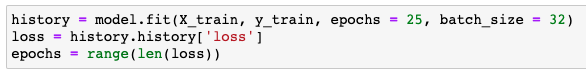 history = model.fit(X_train, y_train, epochs = 25, batch_size = 32)
loss = history.history['loss']
epochs = range(len(loss))